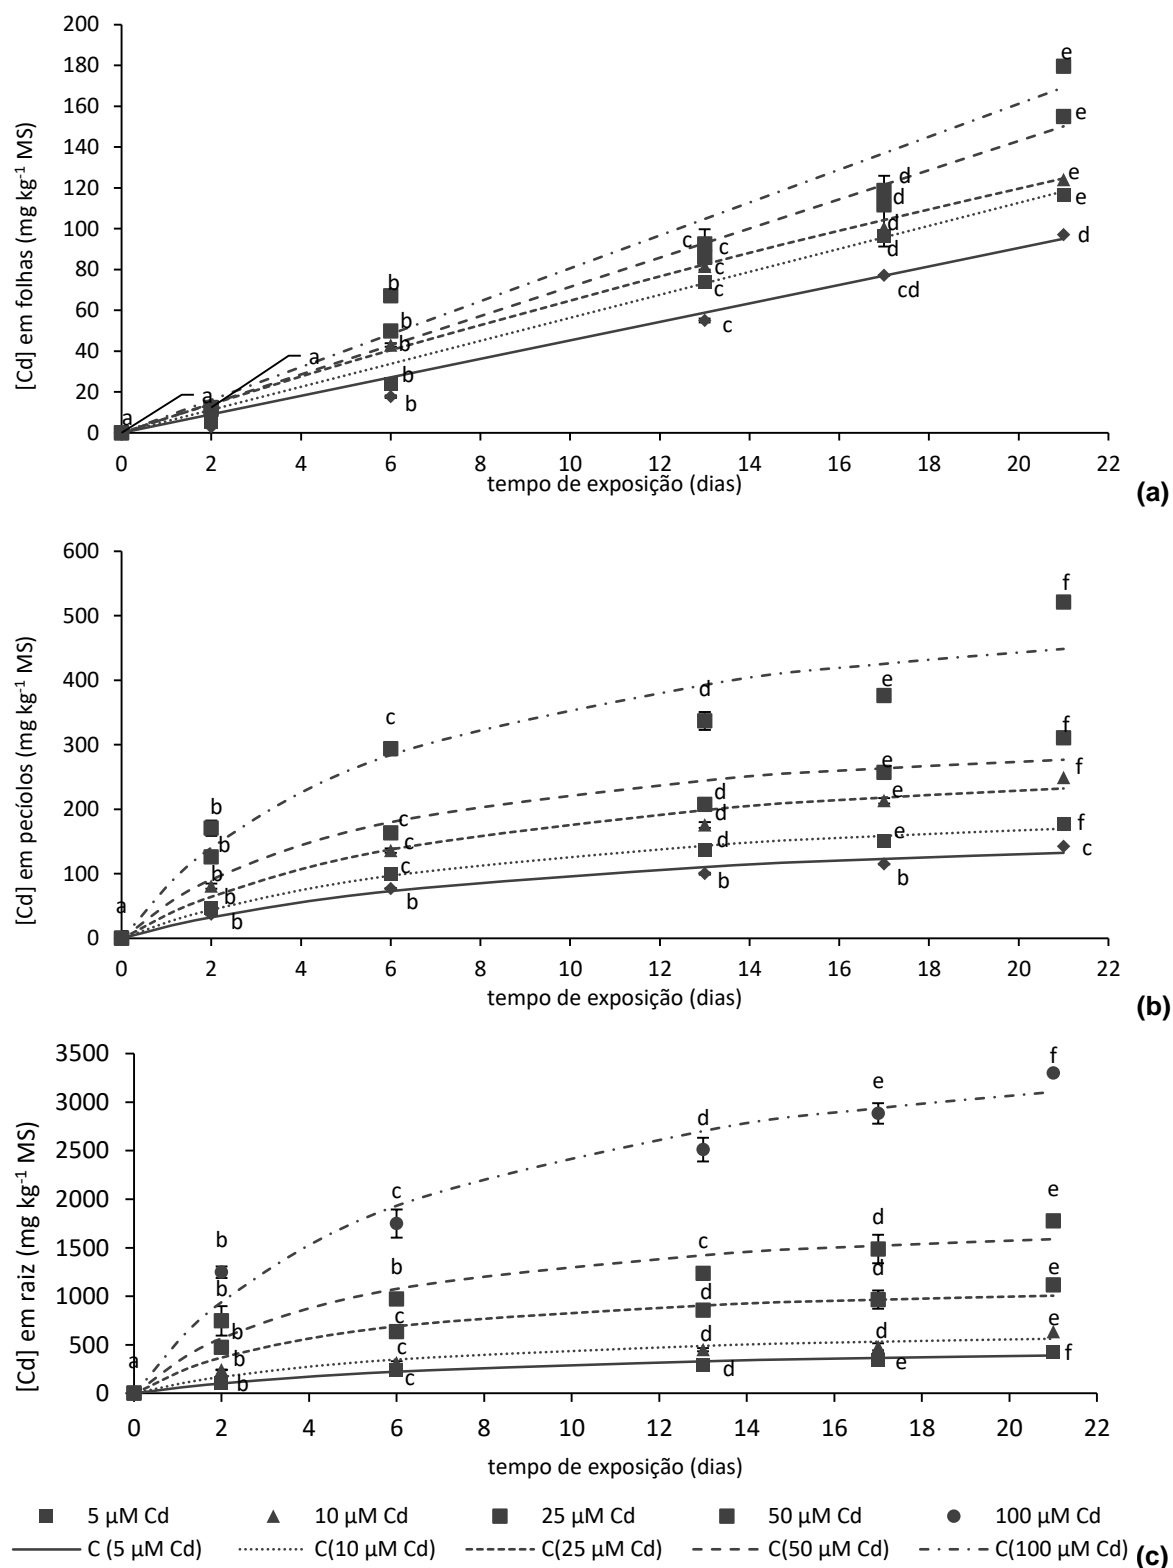 200
180
160
140
120
100
80
60
40
20
0
[Cd] em folhas (mg kg⁻¹ MS)
a
a
a
b
b
b
b
b
c
c
c
c
c
d
d
d
d
cd
e
e
e
e
d
0 2 4 6 8 10 12 14 16 18 20 22
tempo de exposição (dias)
(a)
600
500
400
300
200
100
0
[Cd] em pecíolos (mg kg⁻¹ MS)
a
b
b
b
b
b
c
c
c
c
b
d
d
d
d
b
e
e
e
e
b
f
f
f
f
c
0 2 4 6 8 10 12 14 16 18 20 22
tempo de exposição (dias)
(b)
3500
3000
2500
2000
1500
1000
500
0
[Cd] em raiz (mg kg⁻¹ MS)
a
b
b
b
b
b
c
b
c
c
c
d
c
d
d
d
e
d
d
d
e
f
e
e
e
f
0 2 4 6 8 10 12 14 16 18 20 22
tempo de exposição (dias)
5 µM Cd 10 µM Cd 25 µM Cd 50 µM Cd 100 µM Cd
C (5 µM Cd) C(10 µM Cd) C(25 µM Cd) C(50 µM Cd) C(100 µM Cd)
(c)